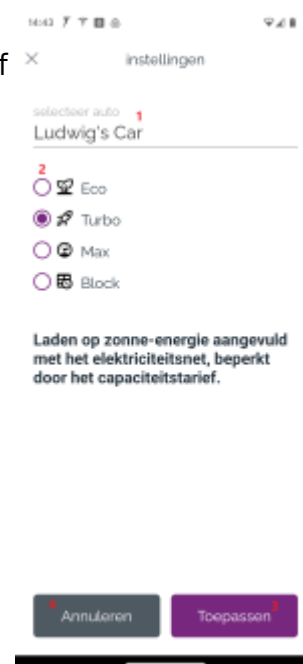 14:43
f
instellingen
selecteer auto 1
Ludwig's Car
2
Eco
Turbo
Max
Block
Laden op zonne-energie aangevuld
met het elektriciteitsnet, beperkt
door het capaciteitstarief.
Annuleren Toepassen 3